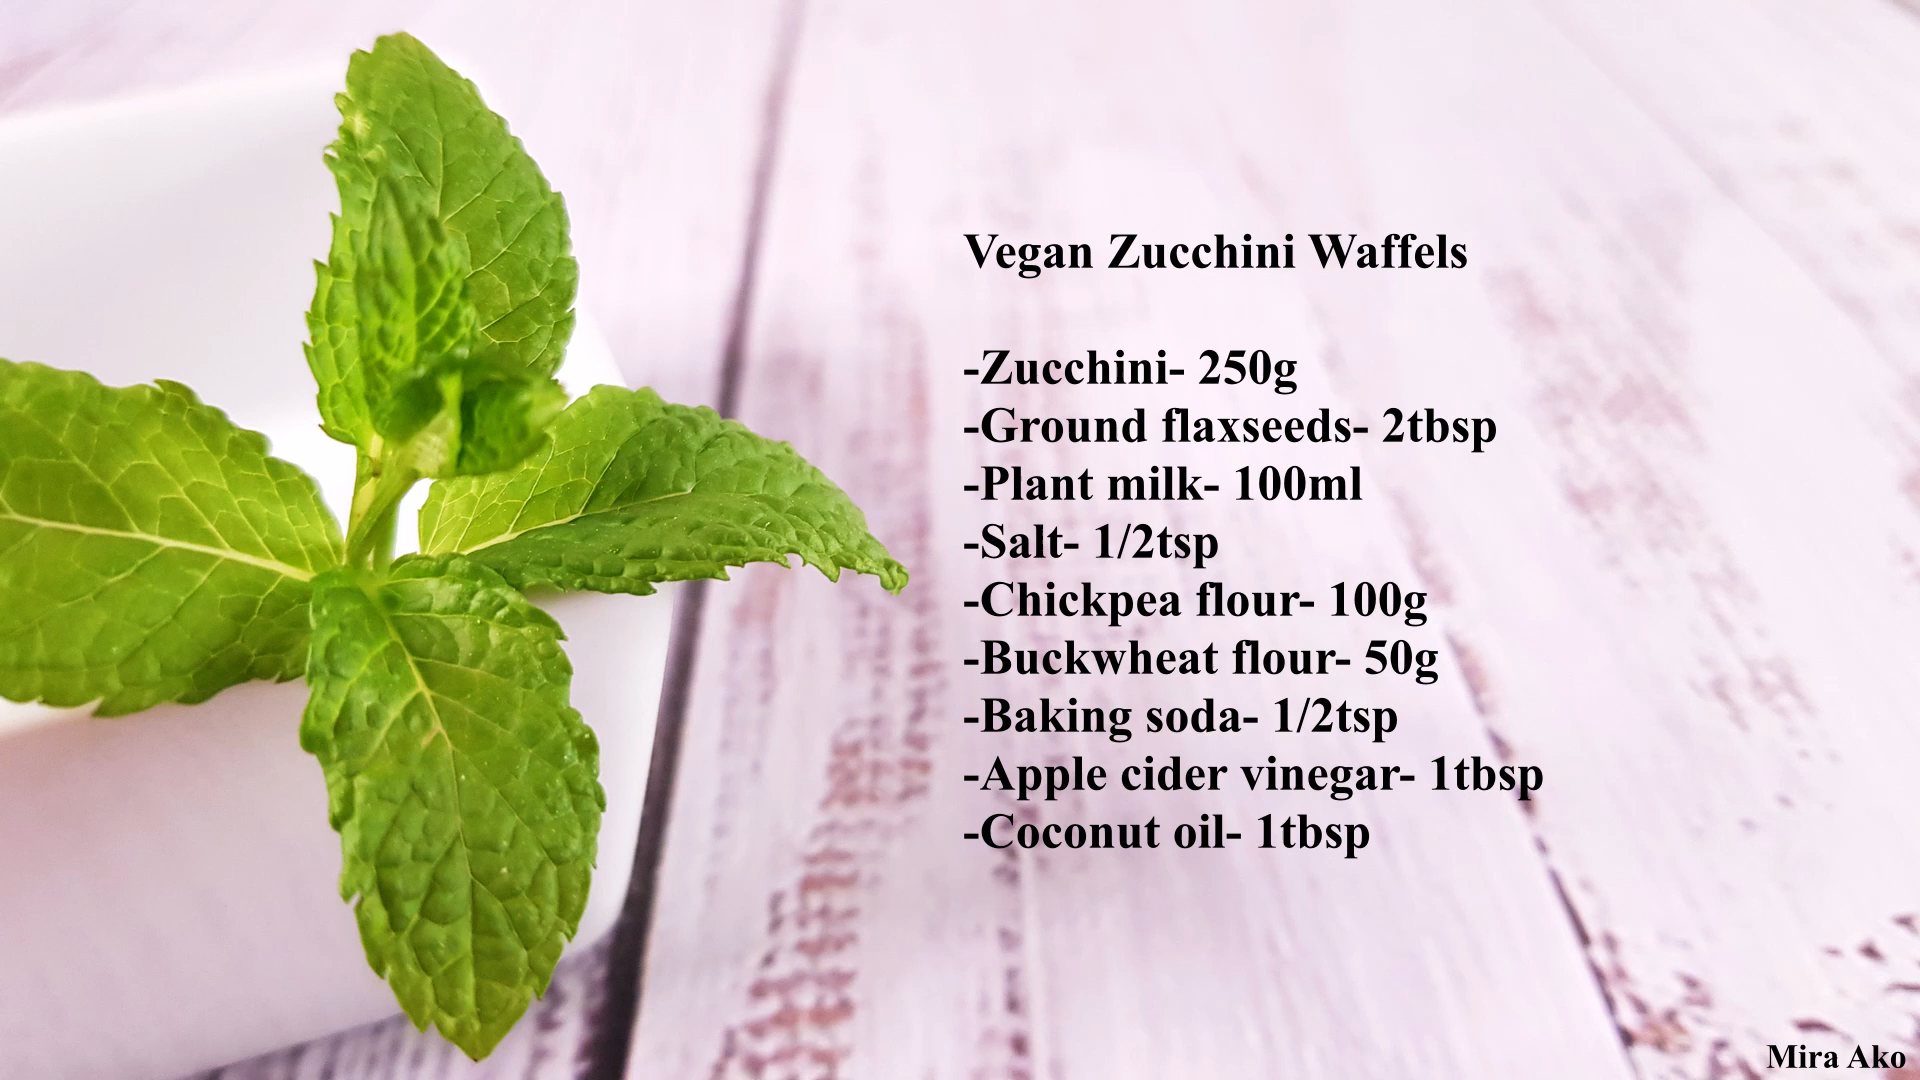 Vegan Zucchini Waffels
-Zucchini- 250g
-Ground flaxseeds- 2tbsp
-Plant milk- 100ml
-Salt- 1/2tsp
-Chickpea flour- 100g
-Buckwheat flour- 50g
-Baking soda- 1/2tsp
-Apple cider vinegar- 1tbsp
-Coconut oil- 1tbsp
Mira Ako